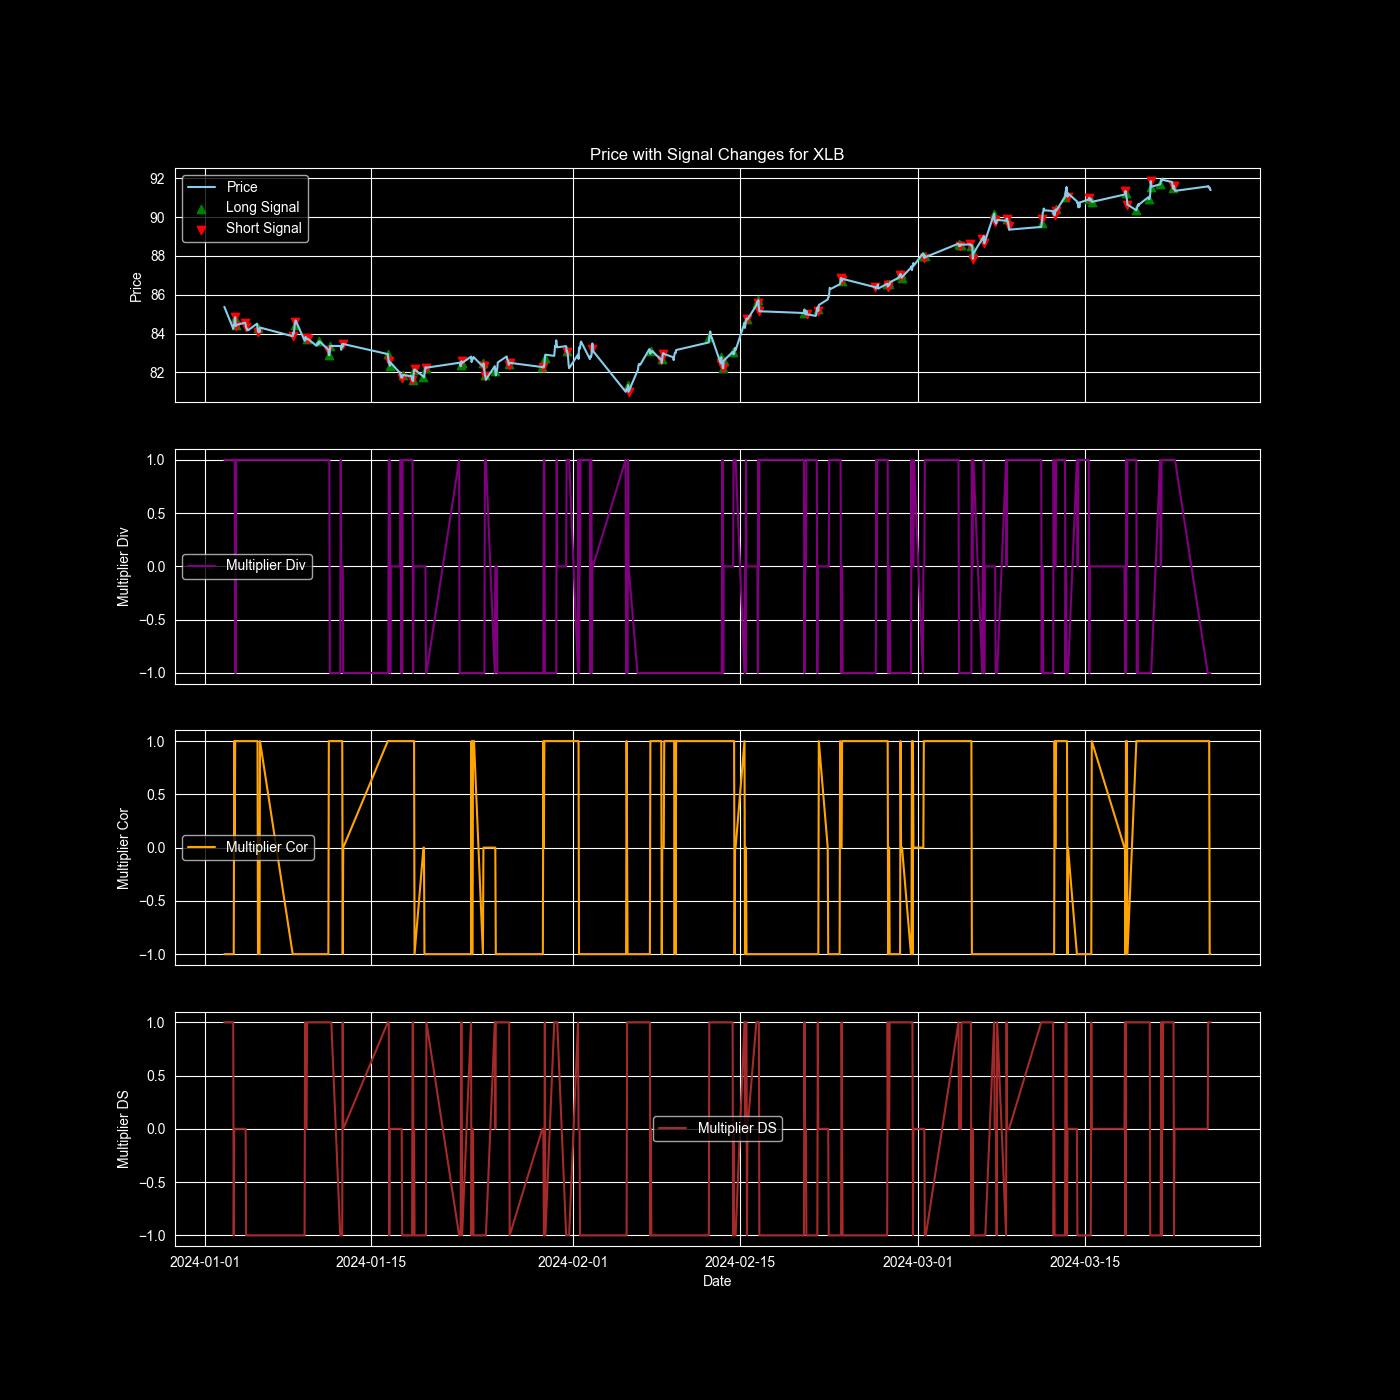 Price with Signal Changes for XLB
92
90
88
86
84
82
Price
Price
Long Signal
Short Signal
1.0
0.5
0.0
−0.5
−1.0
Multiplier Div
Multiplier Div
1.0
0.5
0.0
−0.5
−1.0
Multiplier Cor
Multiplier Cor
1.0
0.5
0.0
−0.5
−1.0
Multiplier DS
Multiplier DS
2024-01-01 2024-01-15 2024-02-01 2024-02-15 2024-03-01 2024-03-15
Date